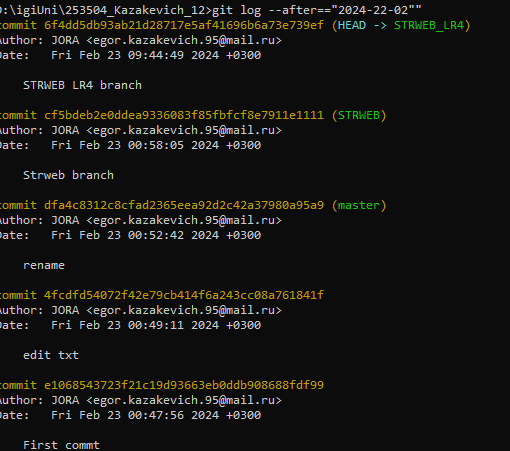 D:\igiUni\253504_Kazakevich_12>git log --after=="2024-22-02""
commit 6f4dd5db93ab21d28717e5af41696b6a73e739ef (HEAD -> STRWEB_LR4)
Author: JORA <egor.kazakevich.95@mail.ru>
Date:   Fri Feb 23 09:44:49 2024 +0300
STRWEB LR4 branch
commit cf5bdeb2e0ddea9336083f85fbfcf8e7911e1111 (STRWEB)
Author: JORA <egor.kazakevich.95@mail.ru>
Date:   Fri Feb 23 00:58:05 2024 +0300
Strweb branch
commit dfa4c8312c8cfad2365eea92d2c42a37980a95a9 (master)
Author: JORA <egor.kazakevich.95@mail.ru>
Date:   Fri Feb 23 00:52:42 2024 +0300
rename
commit 4fcdfd54072f42e79cb414f6a243cc08a761841f
Author: JORA <egor.kazakevich.95@mail.ru>
Date:   Fri Feb 23 00:49:11 2024 +0300
edit txt
commit e1068543723f21c19d93663eb0ddb908688fdf99
Author: JORA <egor.kazakevich.95@mail.ru>
Date:   Fri Feb 23 00:47:56 2024 +0300
First commt